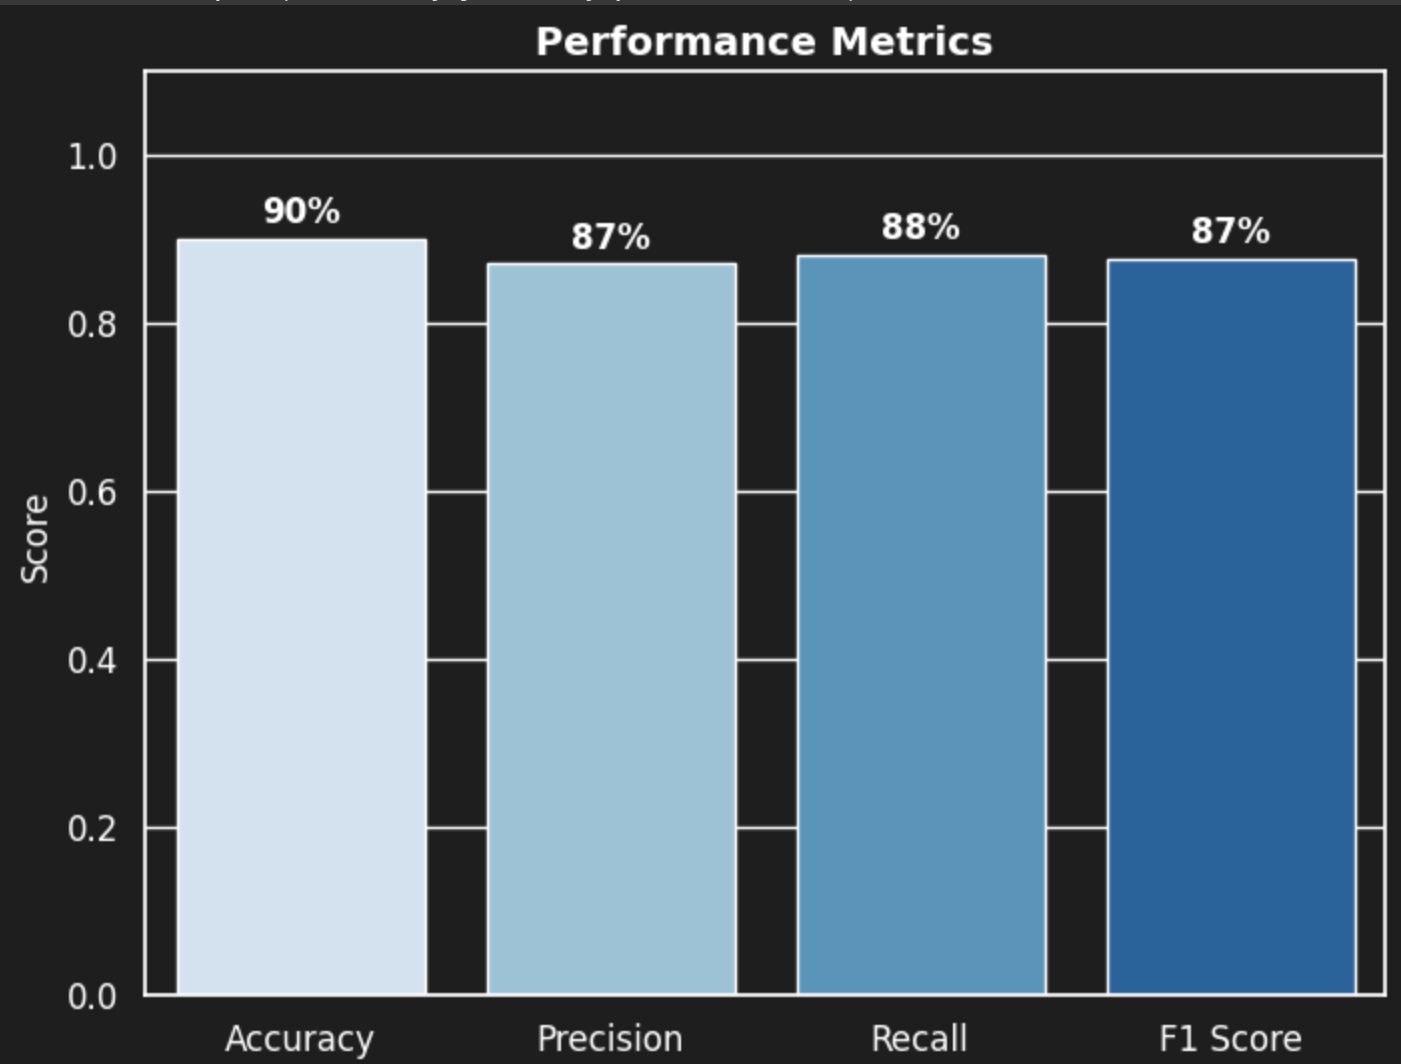 Performance Metrics
1.0
90%
87%
88%
87%
0.8
0.6
Score
0.4
0.2
0.0
Accuracy
Precision
Recall
F1 Score